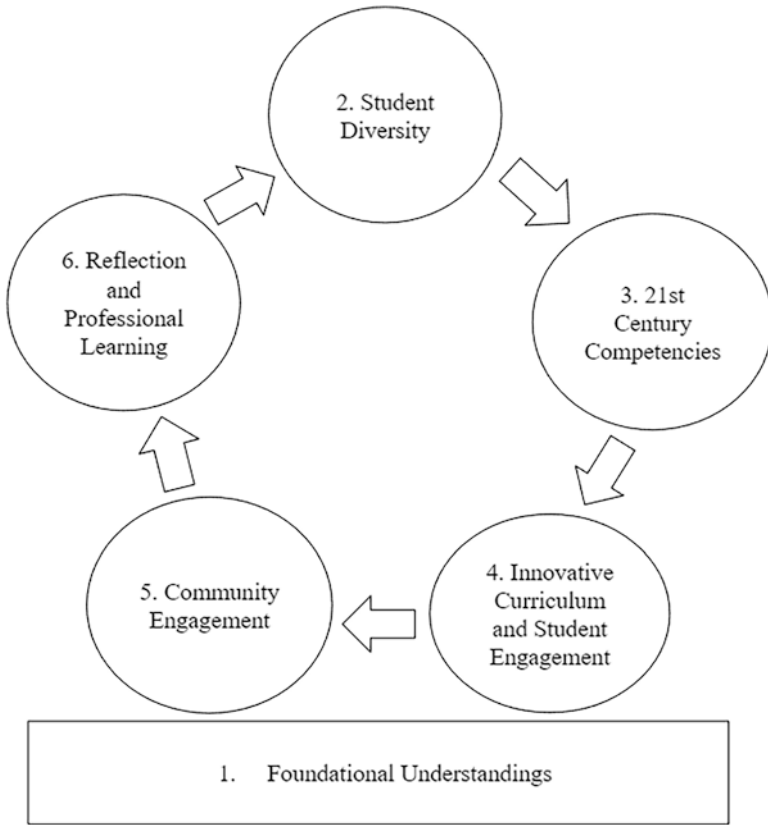 2. Student
Diversity
6. Reflection
and
Professional
Learning
3. 21st
Century
Competencies
5. Community
Engagement
4. Innovative
Curriculum
and Student
Engagement
1. Foundational Understandings